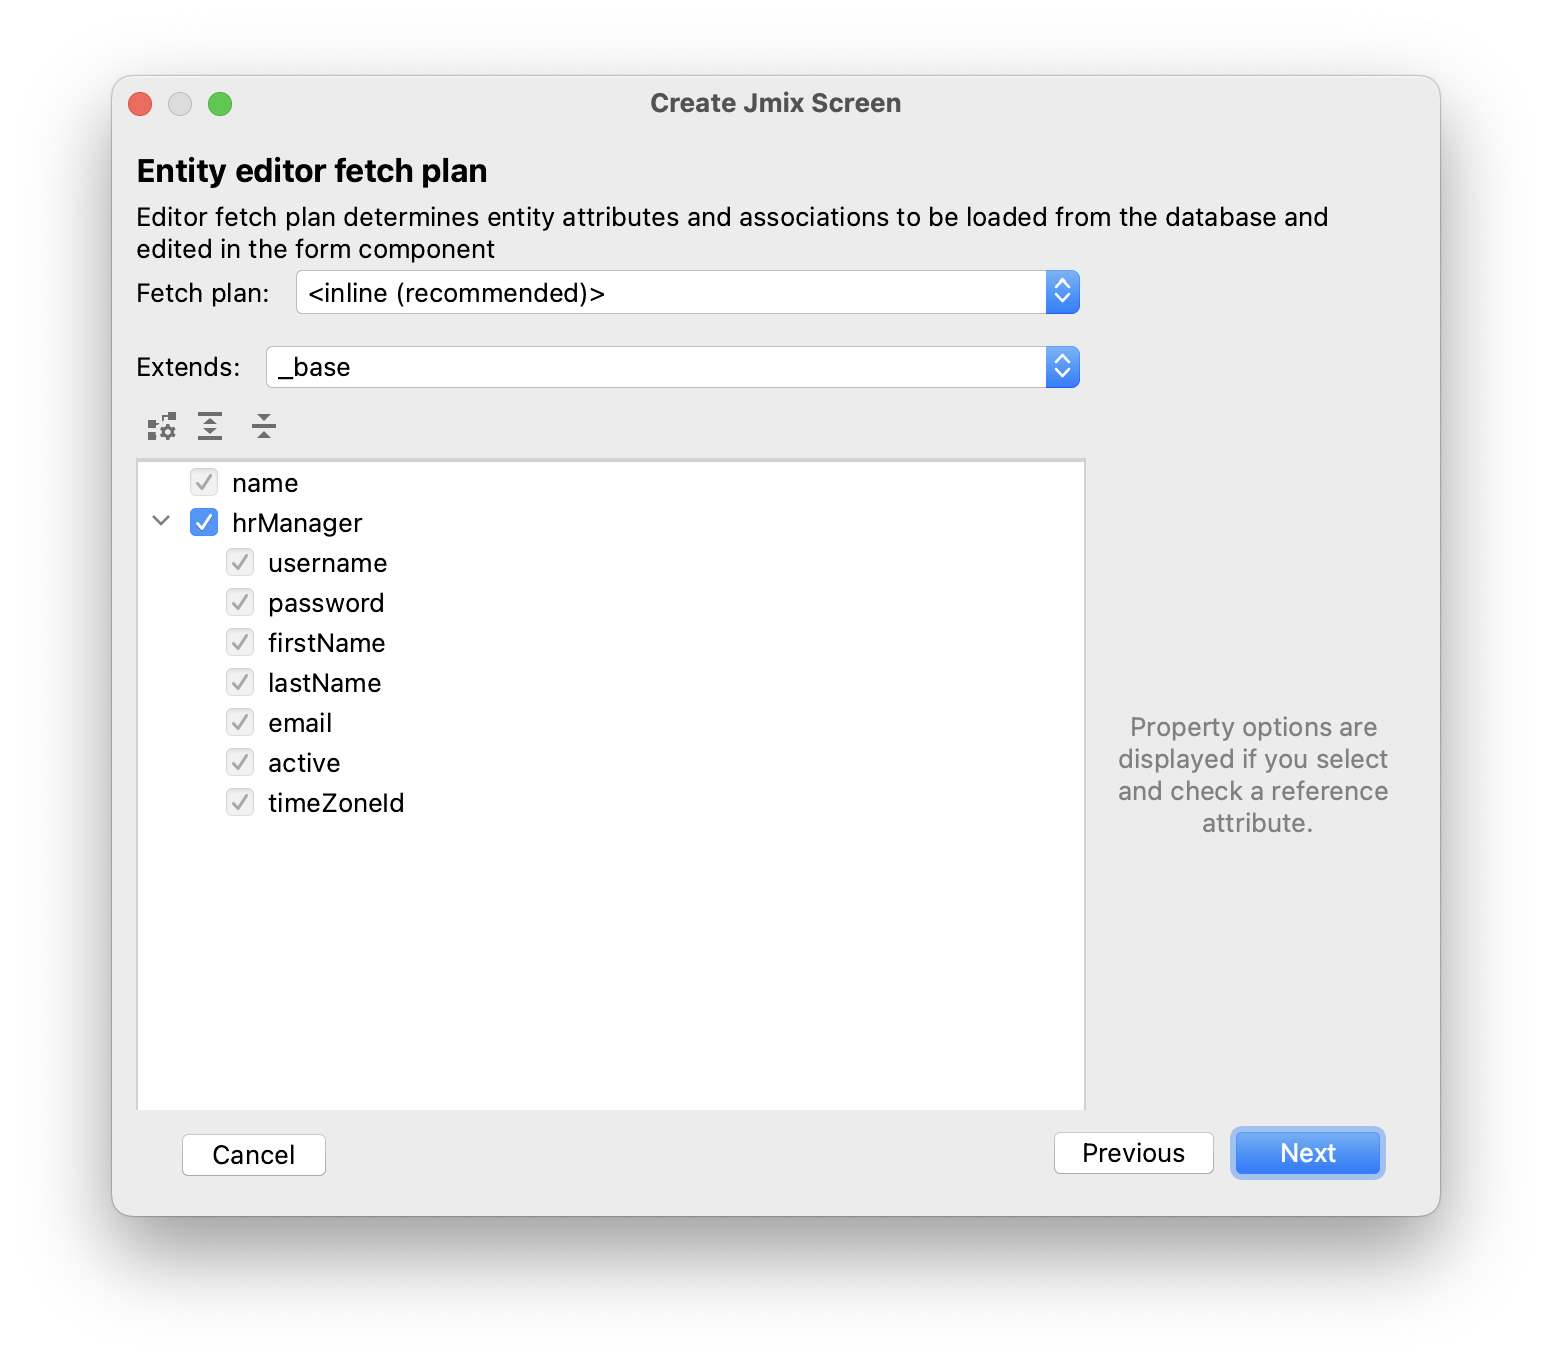 Create Jmix Screen
Entity editor fetch plan
Editor fetch plan determines entity attributes and associations to be loaded from the database and
edited in the form component
Fetch plan: <inline (recommended)>
Extends: _base
name
hrManager
username
password
firstName
lastName
email
active
timeZoneId
Property options are
displayed if you select
and check a reference
attribute.
Cancel
Previous
Next